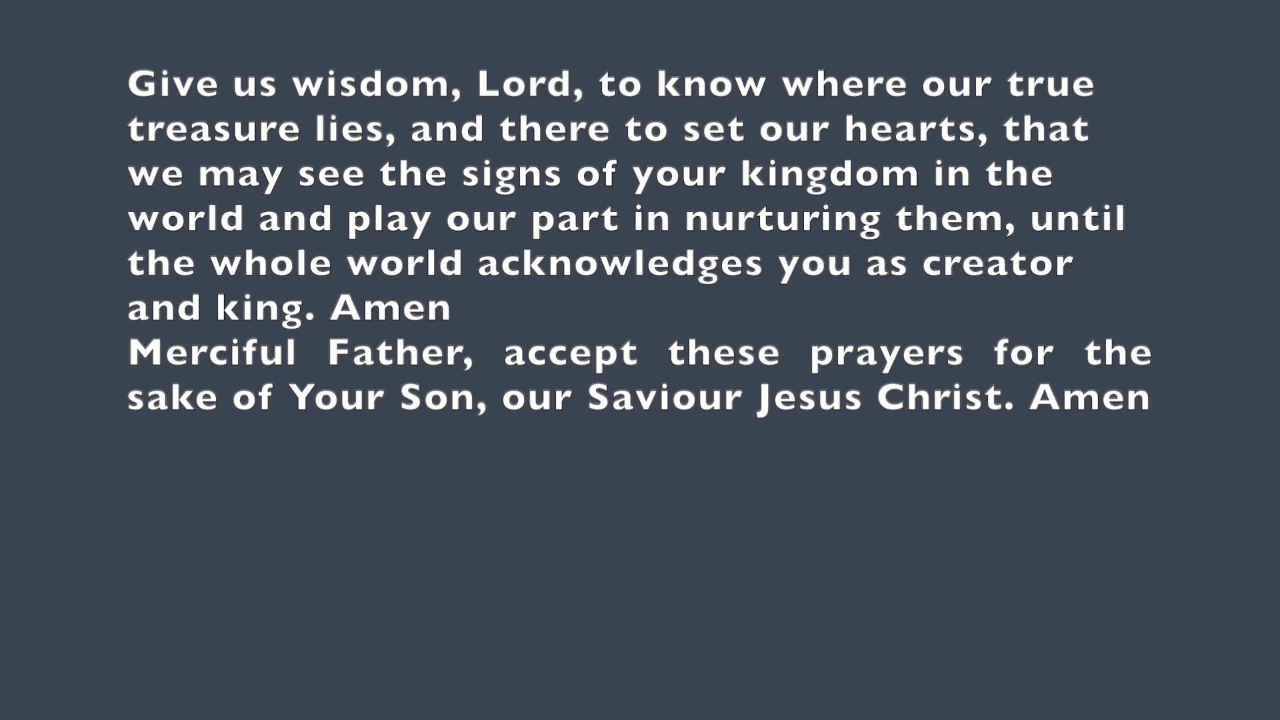 Give us wisdom, Lord, to know where our true
treasure lies, and there to set our hearts, that
we may see the signs of your kingdom in the
world and play our part in nurturing them, until
the whole world acknowledges you as creator
and king. Amen
Merciful Father, accept these prayers for the
sake of Your Son, our Saviour Jesus Christ. Amen